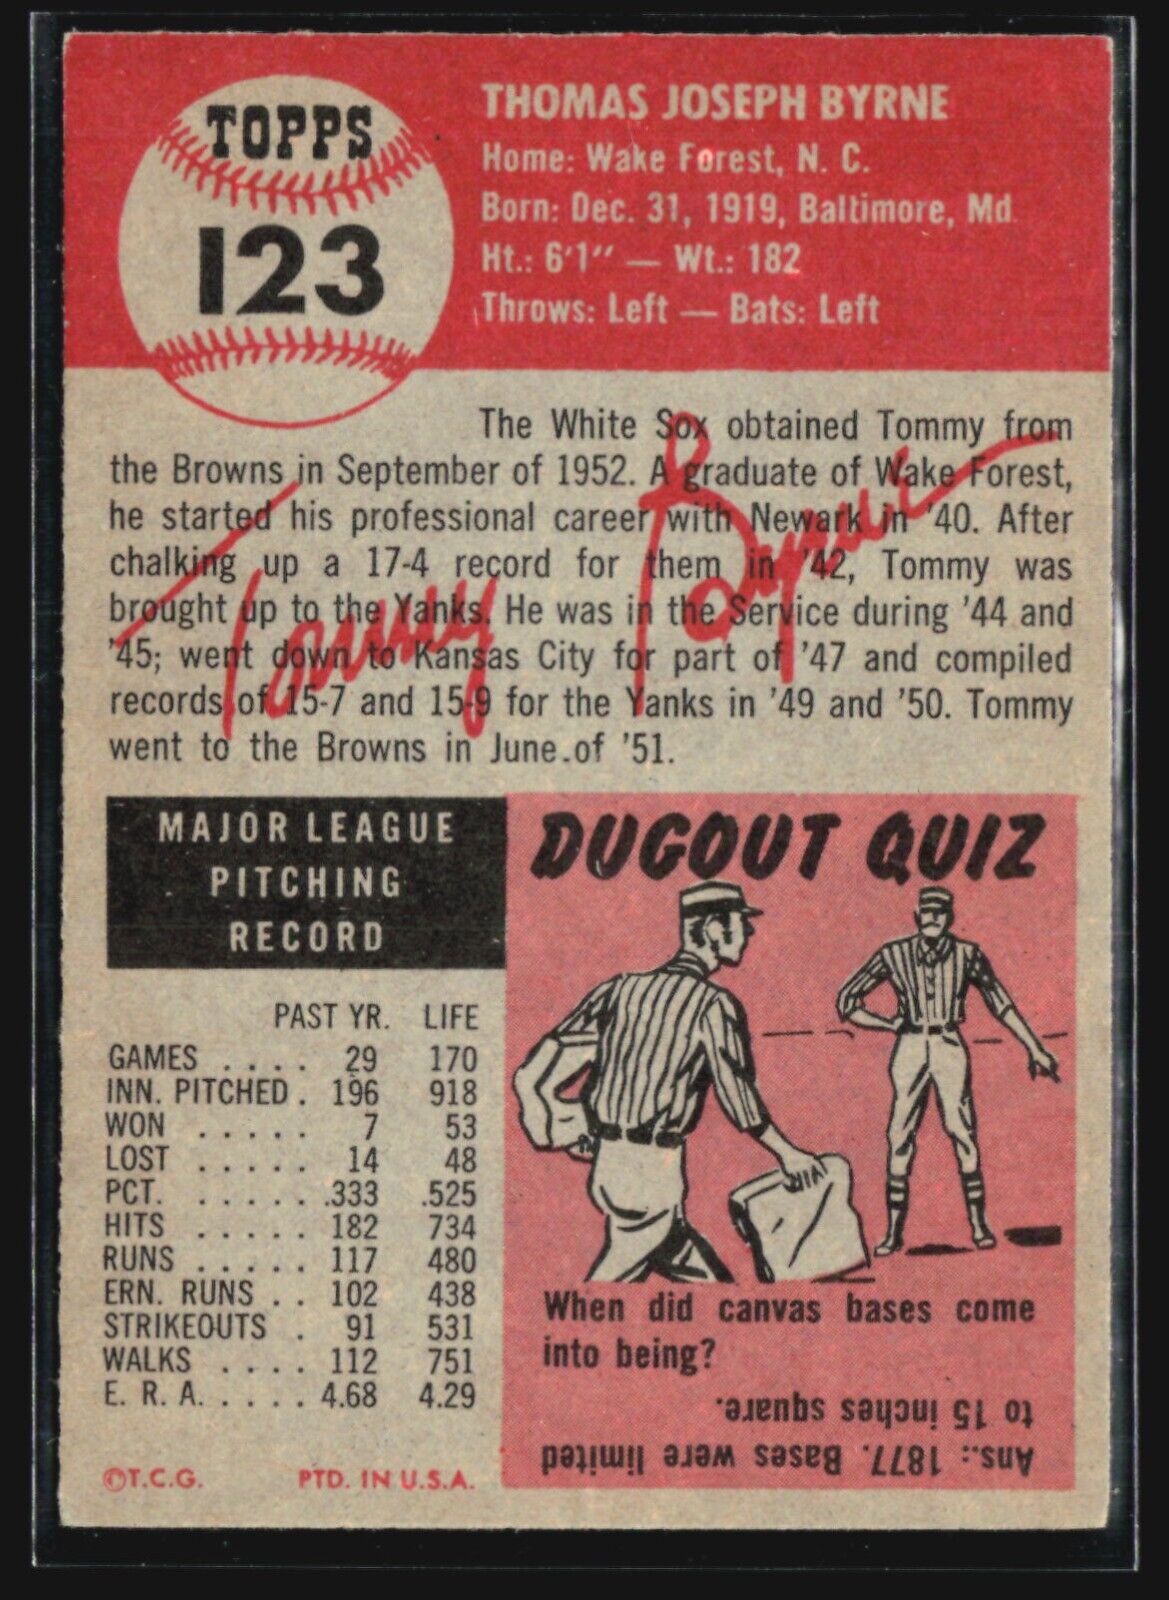 TOPPS
123
THOMAS JOSEPH BYRNE
Home: Wake Forest, N. C.
Born: Dec. 31, 1919, Baltimore, Md.
Ht.: 6'1" — Wt.: 182
Throws: Left — Bats: Left
The White Sox obtained Tommy from
the Browns in September of 1952. A graduate of Wake Forest,
he started his professional career with Newark in '40. After
chalking up a 17-4 record for them in '42, Tommy was
brought up to the Yanks. He was in the Service during '44 and
'45; went down to Kansas City for part of '47 and compiled
records of 15-7 and 15-9 for the Yanks in '49 and '50. Tommy
went to the Browns in June of '51.
Tommy Byrne
MAJOR LEAGUE
PITCHING
RECORD
PAST YR. LIFE
GAMES .... 29 170
INN. PITCHED . 196 918
WON ..... 7 53
LOST ..... 14 48
PCT. ..... .333 .525
HITS ..... 182 734
RUNS ..... 117 480
ERN. RUNS .. 102 438
STRIKEOUTS . 91 531
WALKS .... 112 751
E. R. A. .... 4.68 4.29
©T.C.G. PTD. IN U.S.A.
DUGOUT QUIZ
When did canvas bases come
into being?
Ans.: 1877. Bases were limited
to 15 inches square.